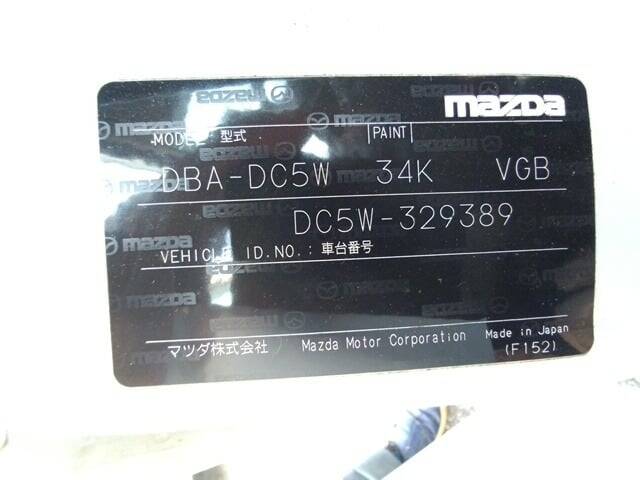 mazda
MODEL : 型式 PAINT
DBA-DC5W 34K VGB
DC5W-329389
VEHICLE ID.NO.: 車台番号
マツダ株式会社 Mazda Motor Corporation Made in Japan
(F152)